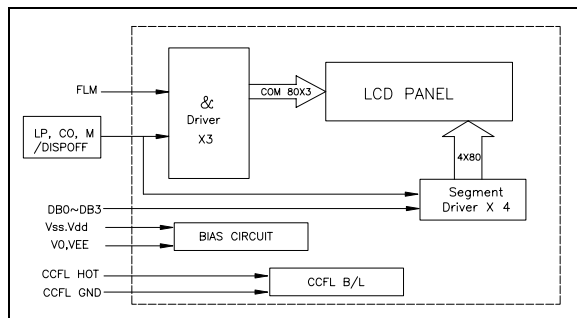 FLM
LP, CO, M
/DISPOFF
&
Driver
X3
COM 80X3
LCD PANEL
4X80
Segment
Driver X 4
DB0~DB3
Vss.Vdd
V0,VEE
BIAS CIRCUIT
CCFL HOT
CCFL GND
CCFL B/L